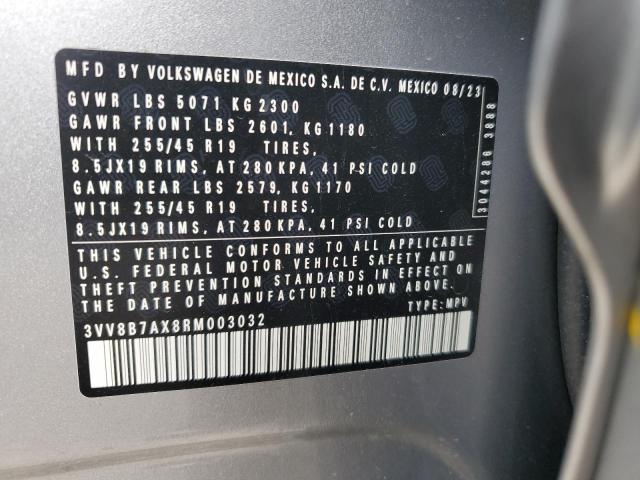 MFD BY VOLKSWAGEN DE MEXICO S.A. DE C.V. MEXICO 08/23
GVWR LBS 5071 KG 2300
GAWR FRONT LBS 2601, KG 1180
WITH 255/45 R19 TIRES,
8.5JX19 RIMS, AT 280 KPA, 41 PSI COLD
GAWR REAR LBS 2579, KG 1170
WITH 255/45 R19 TIRES,
8.5JX19 RIMS, AT 280 KPA, 41 PSI COLD
3044286 3888
THIS VEHICLE CONFORMS TO ALL APPLICABLE
U.S. FEDERAL MOTOR VEHICLE SAFETY AND
THEFT PREVENTION STANDARDS IN EFFECT ON
THE DATE OF MANUFACTURE SHOWN ABOVE.
3VV8B7AX8RM003032 TYPE: MPV